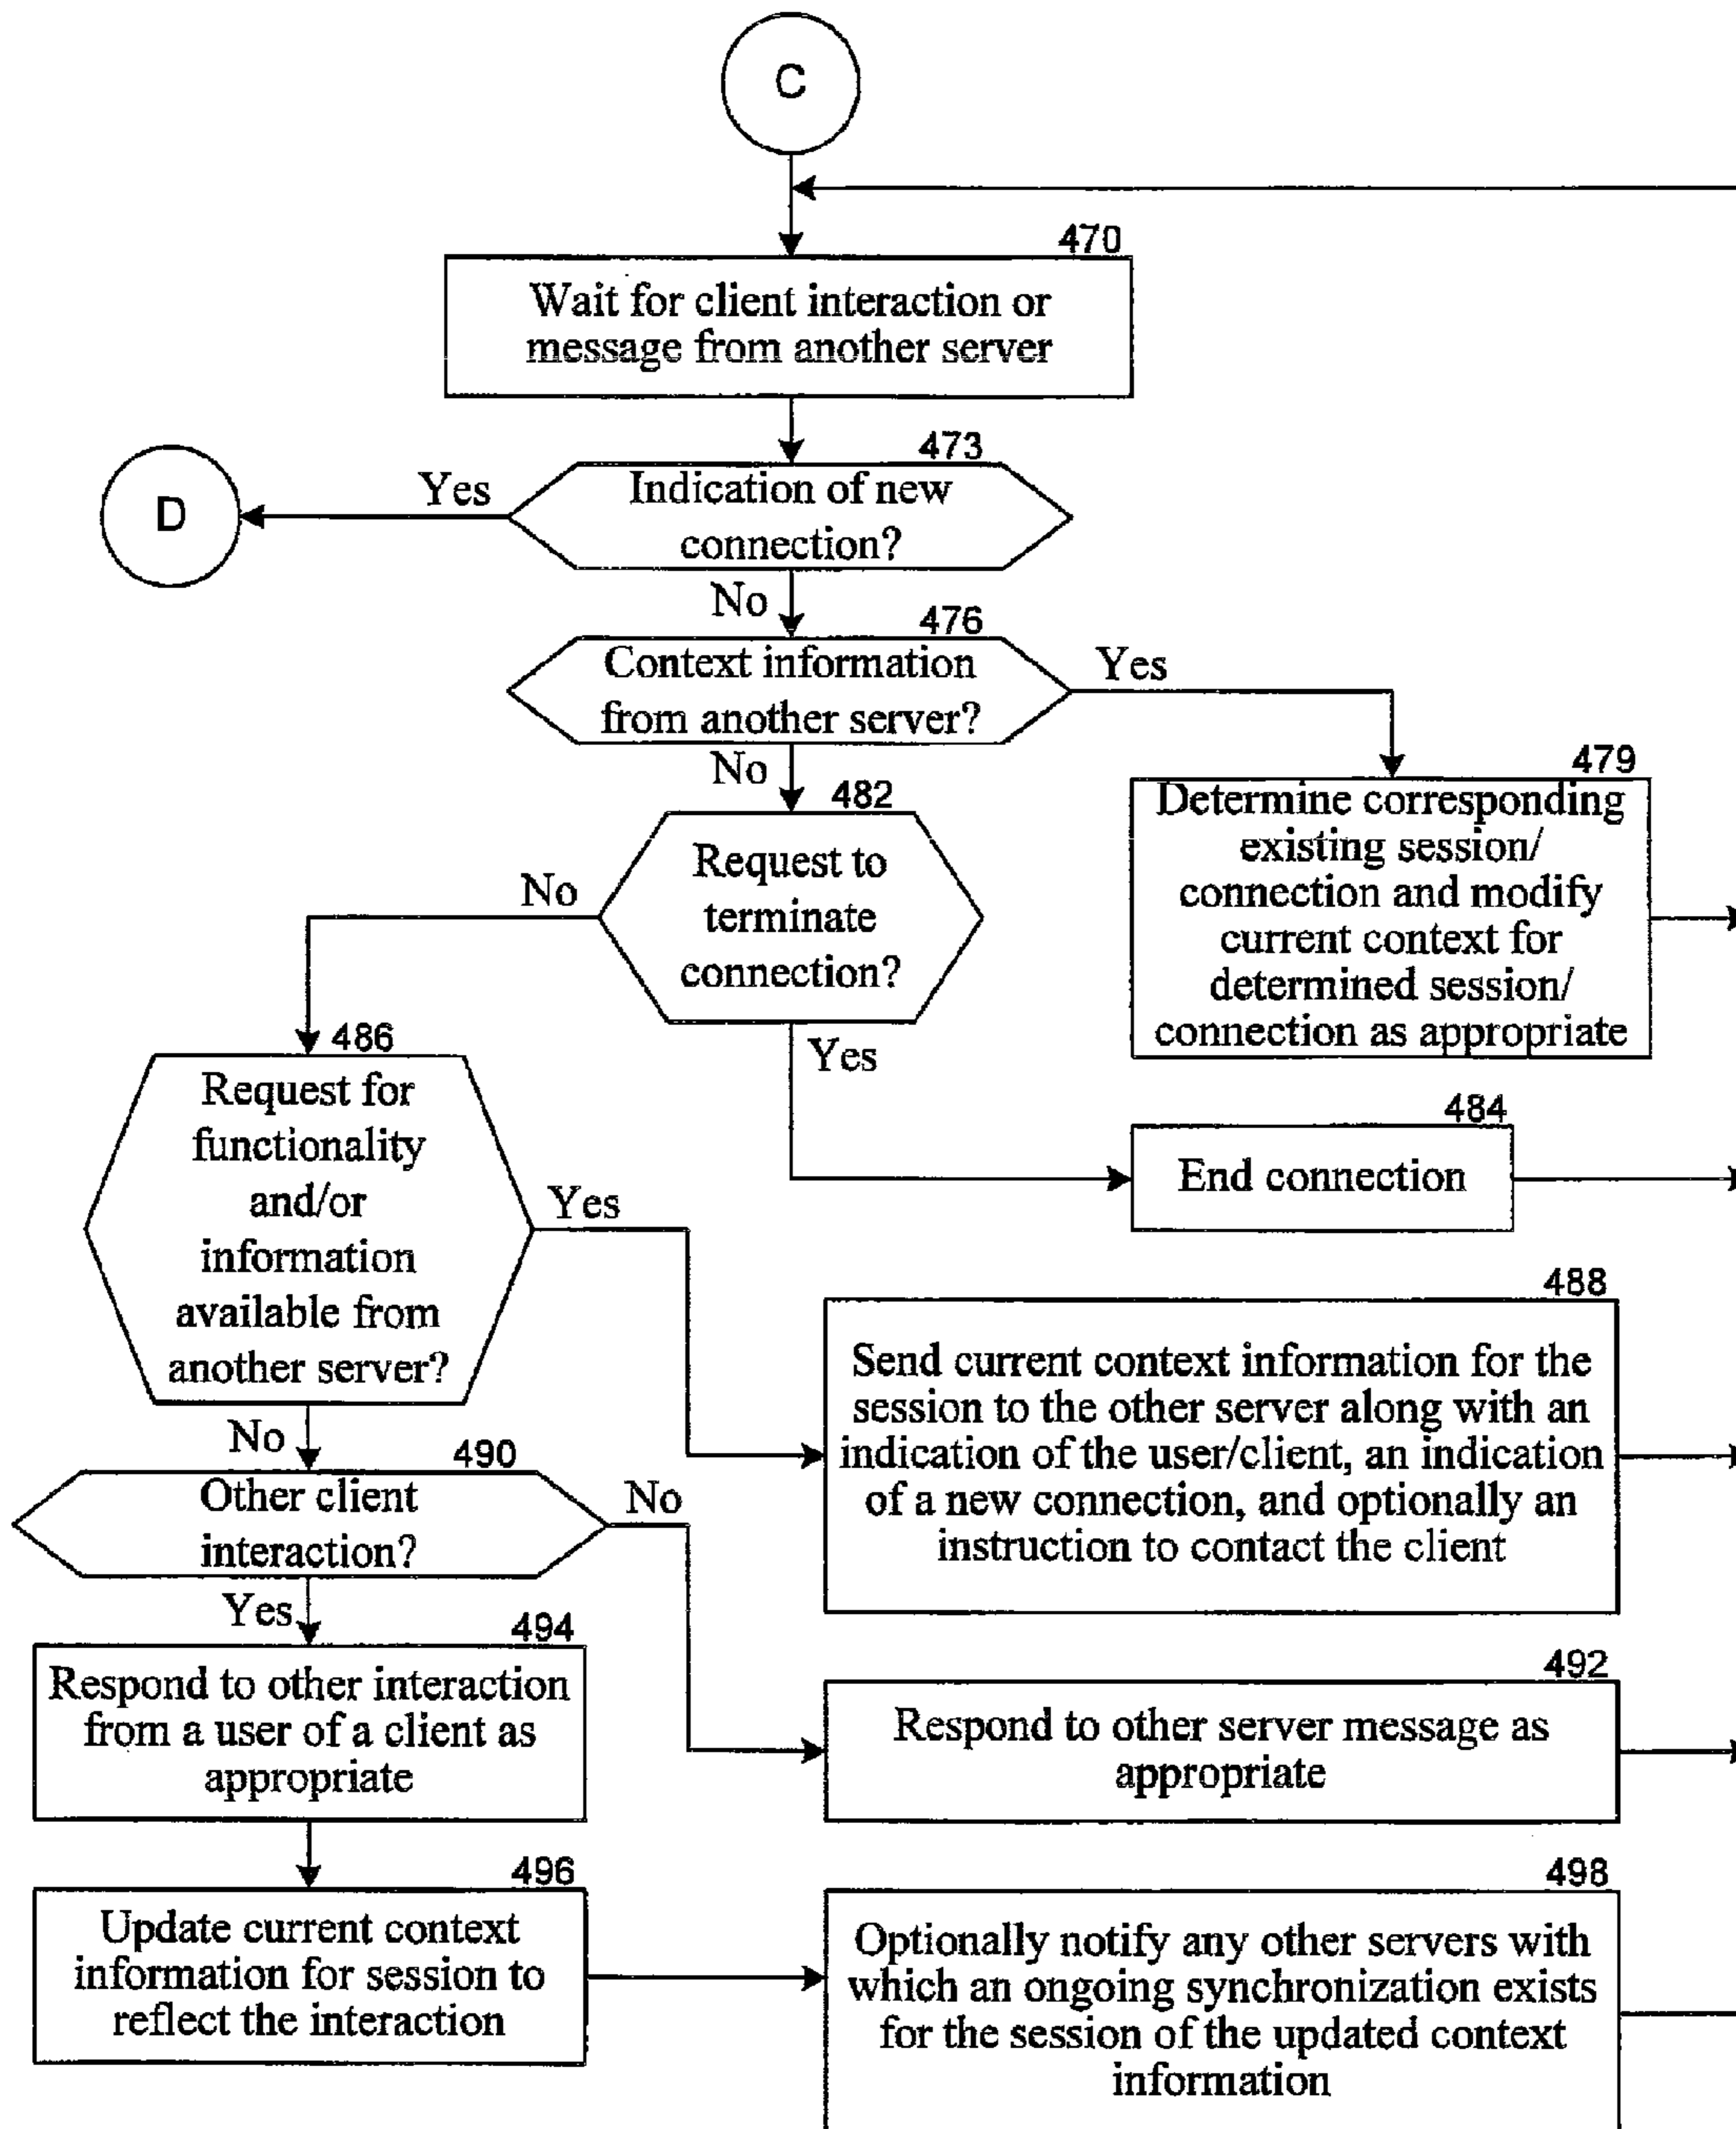 C
470
Wait for client interaction or
message from another server
473
Indication of new
connection?
Yes
D
No
476
Context information
from another server?
Yes
No
479
Determine corresponding
existing session/
connection and modify
current context for
determined session/
connection as appropriate
482
Request to
terminate
connection?
No
Yes
484
End connection
486
Request for
functionality
and/or
information
available from
another server?
Yes
488
Send current context information for the
session to the other server along with an
indication of the user/client, an indication
of a new connection, and optionally an
instruction to contact the client
No
490
Other client
interaction?
No
492
Respond to other server message as
appropriate
Yes
494
Respond to other interaction
from a user of a client as
appropriate
496
Update current context
information for session to
reflect the interaction
498
Optionally notify any other servers with
which an ongoing synchronization exists
for the session of the updated context
information